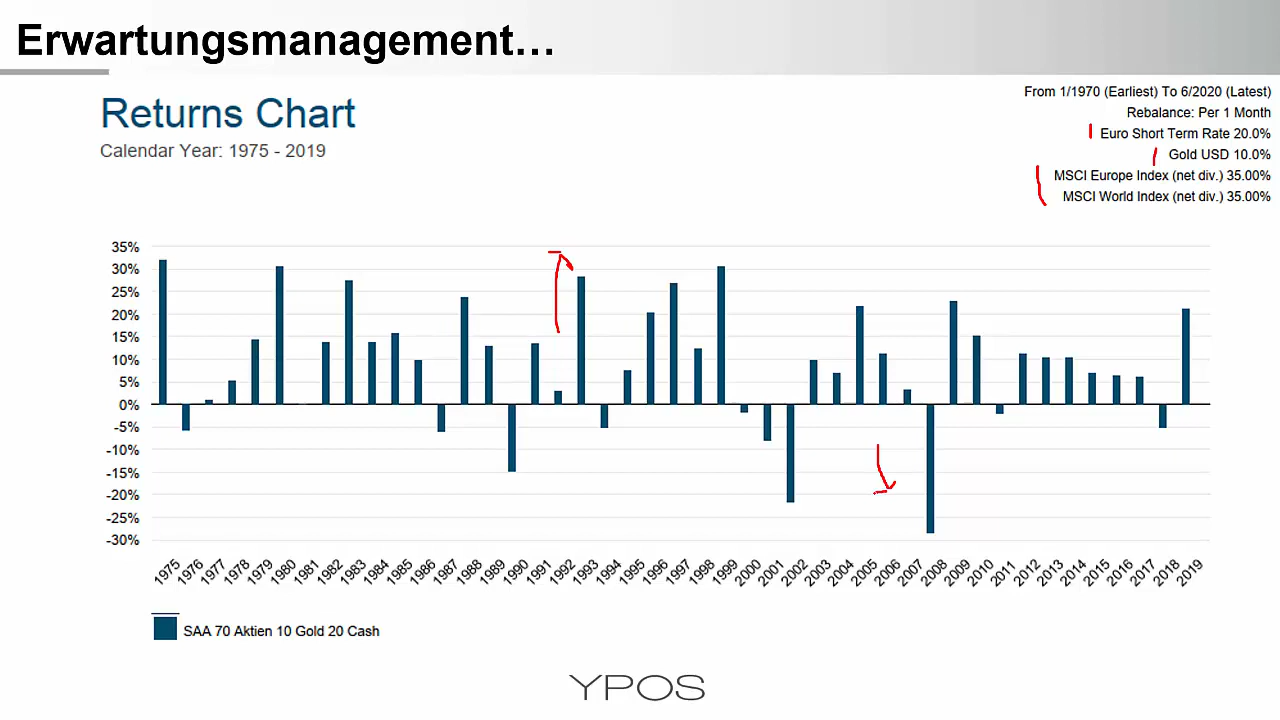 Erwartungsmanagement...
Returns Chart
Calendar Year: 1975 - 2019
From 1/1970 (Earliest) To 6/2020 (Latest)
Rebalance: Per 1 Month
Euro Short Term Rate 20.0%
Gold USD 10.0%
MSCI Europe Index (net div.) 35.00%
MSCI World Index (net div.) 35.00%
35%
30%
25%
20%
15%
10%
5%
0%
-5%
-10%
-15%
-20%
-25%
-30%
1975 1976 1977 1978 1979 1980 1981 1982 1983 1984 1985 1986 1987 1988 1989 1990 1991 1992 1993 1994 1995 1996 1997 1998 1999 2000 2001 2002 2003 2004 2005 2006 2007 2008 2009 2010 2011 2012 2013 2014 2015 2016 2017 2018 2019
SAA 70 Aktien 10 Gold 20 Cash
YPOS